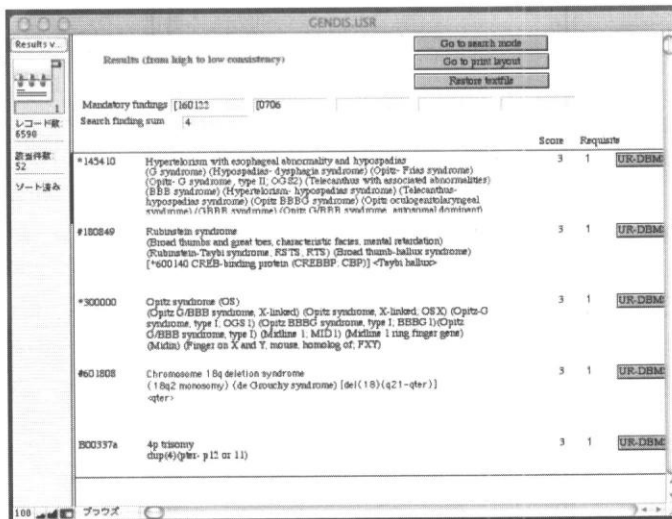 GENDIS.USR
Results v...
Results (from high to low consistency)
Go to search mode
Go to print layout
Restore textfile
1
レコード数:
6590
該当件数:
52
ソート済み
Mandatory findings [160122 [0706
Search finding sum 4
Score Requisite
*145410 Hypertelorism with esophageal abnormality and hypospadias 3 1 UR-DBM
(G syndrome) (Hypospadias- dysphagia syndrome) (Opitz- Frias syndrome)
(Opitz- G syndrome, type II; OGS2) (Telecanthus with associated abnormalities)
(BBB syndrome) (Hypertelorism- hypospadias syndrome) (Telecanthus-
hypospadias syndrome) (Opitz BBBG syndrome) (Opitz oculogenitolaryngeal
syndrome) (GBBB syndrome) (Opitz G/BBB syndrome, autosomal dominant)
#180849 Rubinstein syndrome 3 1 UR-DBM
(Broad thumbs and great toes, characteristic facies, mental retardation)
(Rubinstein-Taybi syndrome, RSTS, RTS) (Broad thumb-hallux syndrome)
[*600140 CREB-binding protein (CREBBP, CBP)] <Taybi hallux>
*300000 Opitz syndrome (OS) 3 1 UR-DBM
(Opitz G/BBB syndrome, X-linked) (Opitz syndrome, X-linked; OSX) (Opitz-G
syndrome, type I; OGS1) (Opitz BBBG syndrome, type I; BBBG1)(Opitz
G/BBB syndrome, type I) (Midline 1; MID1) (Midline 1 ring finger gene)
(Midin) (Finger on X and Y, mouse, homolog of; FXY)
#601808 Chromosome 18q deletion syndrome 3 1 UR-DBM
(18q2 monosomy) (de Grouchy syndrome) [del(18)(q21-qter)]
<qter>
B00337a 4p trisomy 3 1 UR-DBM
dup(4)(pter- p12 or 11)
100 ブラウズ